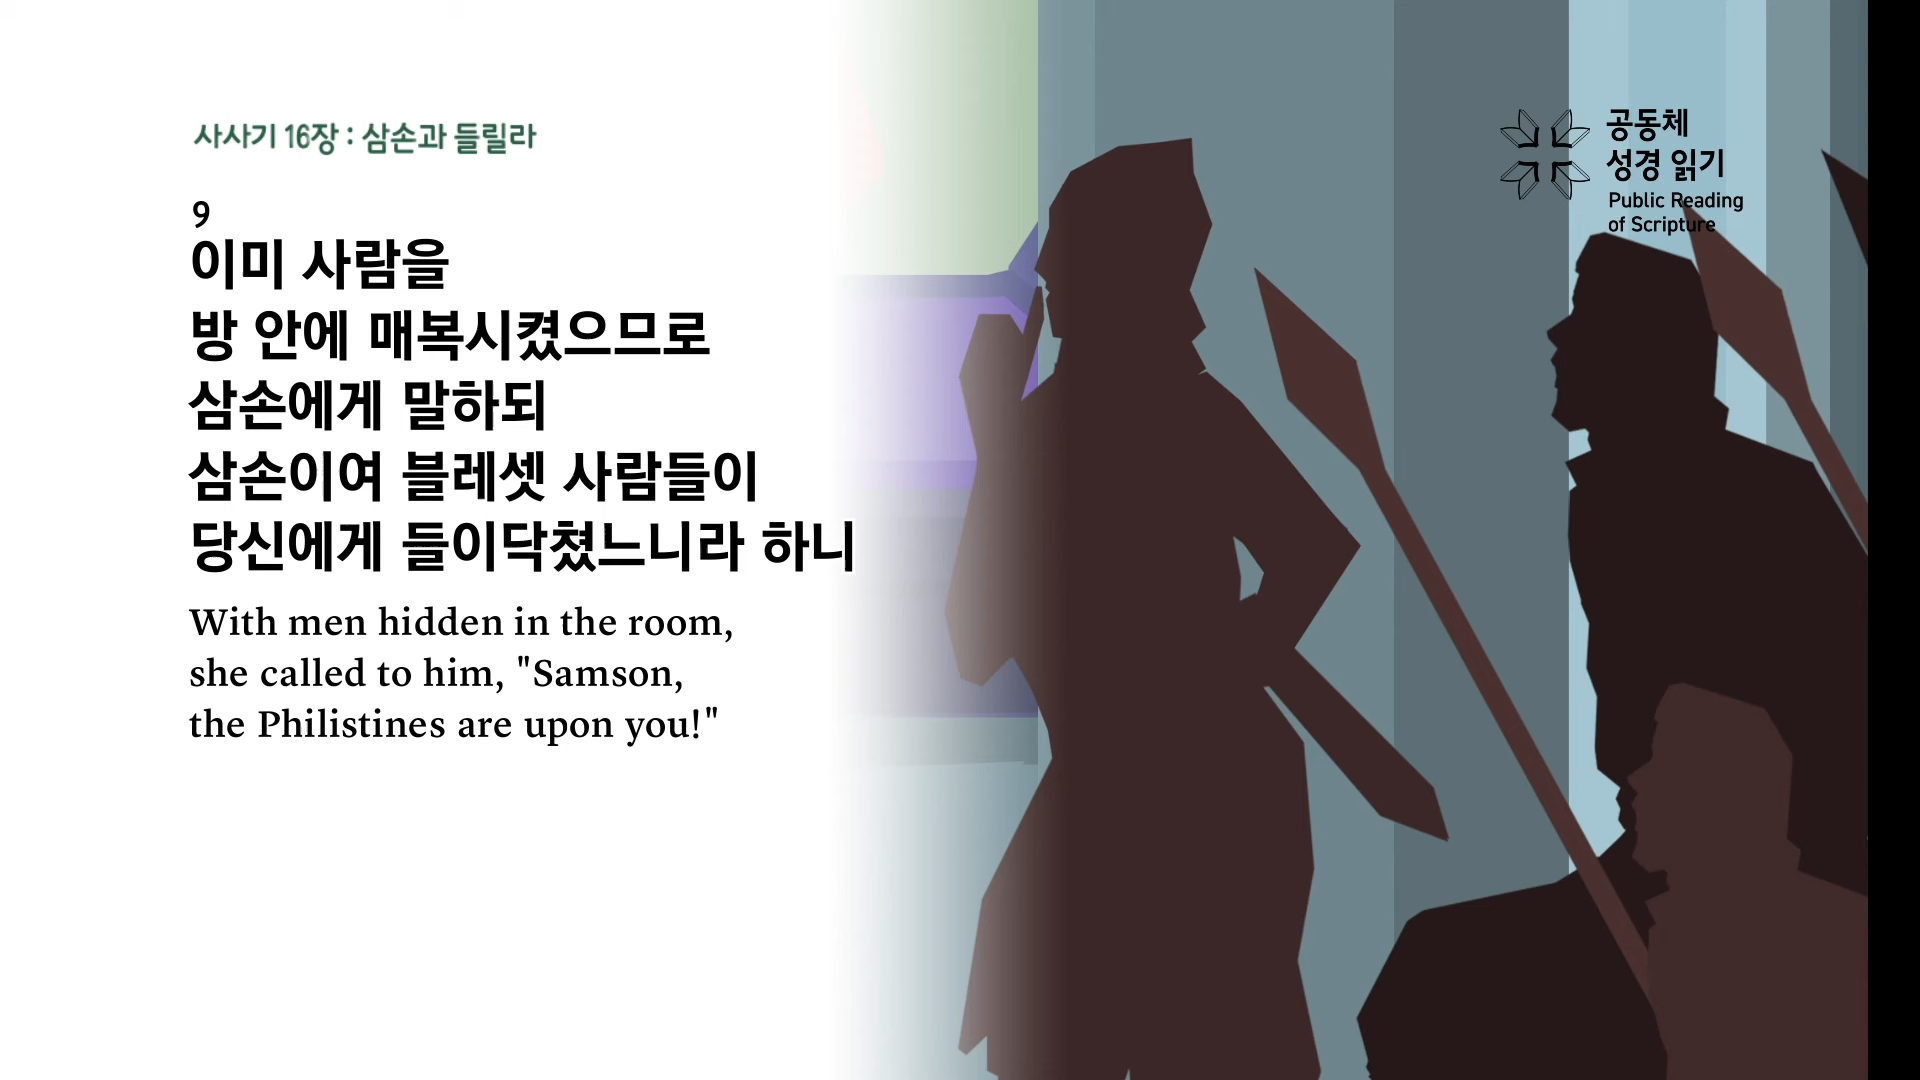 사사기 16장 : 삼손과 들릴라
9
이미 사람을
방 안에 매복시켰으므로
삼손에게 말하되
삼손이여 블레셋 사람들이
당신에게 들이닥쳤느니라 하니
With men hidden in the room,
she called to him, "Samson,
the Philistines are upon you!"
공동체
성경 읽기
Public Reading
of Scripture